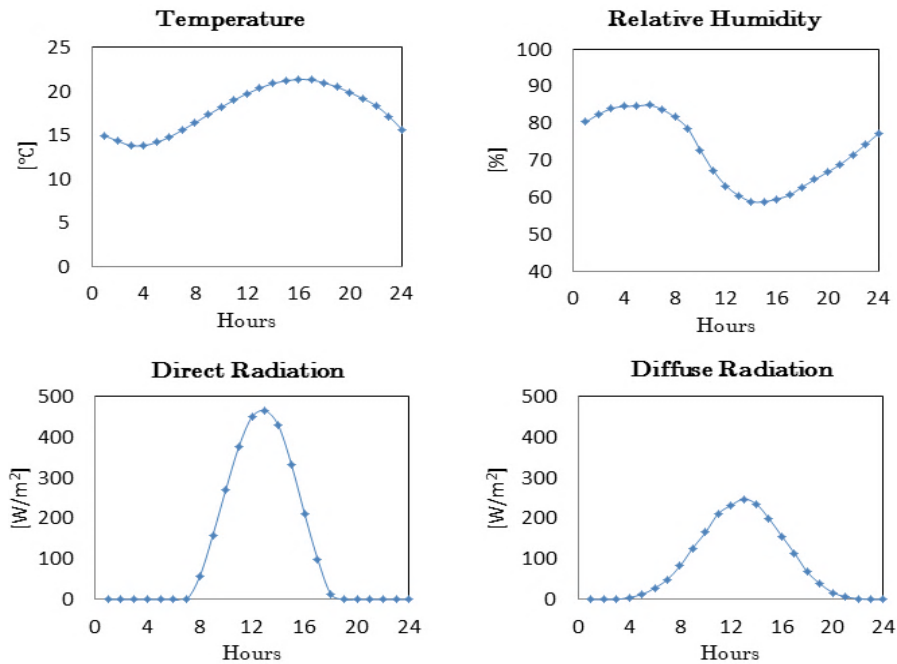 Temperature
25
20
15
10
5
0
[°C]
0 4 8 12 16 20 24
Hours
Relative Humidity
100
90
80
70
60
50
40
[%]
0 4 8 12 16 20 24
Hours
Direct Radiation
500
400
300
200
100
0
[W/m²]
0 4 8 12 16 20 24
Hours
Diffuse Radiation
500
400
300
200
100
0
[W/m²]
0 4 8 12 16 20 24
Hours